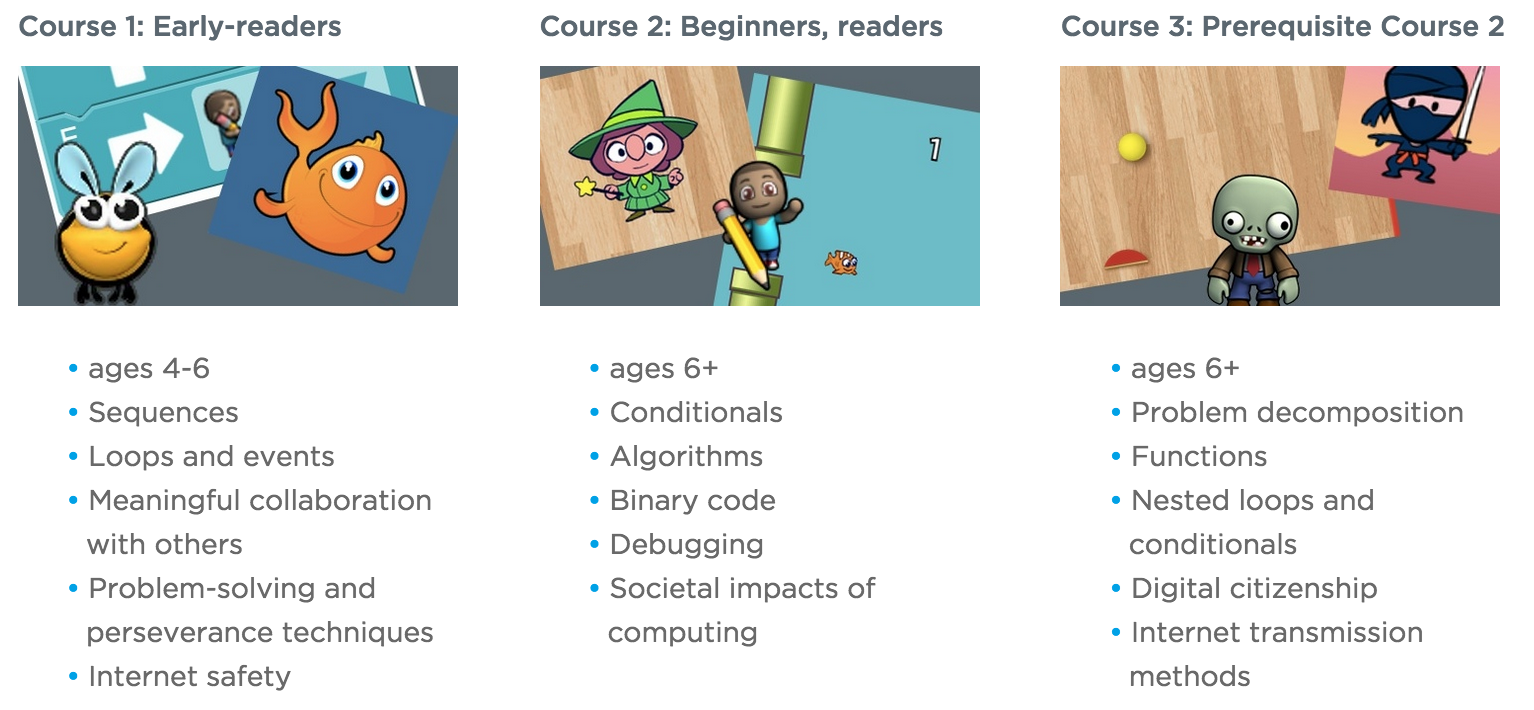 Course 1: Early-readers
• ages 4-6
• Sequences
• Loops and events
• Meaningful collaboration
with others
• Problem-solving and
perseverance techniques
• Internet safety
Course 2: Beginners, readers
1
• ages 6+
• Conditionals
• Algorithms
• Binary code
• Debugging
• Societal impacts of
computing
Course 3: Prerequisite Course 2
• ages 6+
• Problem decomposition
• Functions
• Nested loops and
conditionals
• Digital citizenship
• Internet transmission
methods